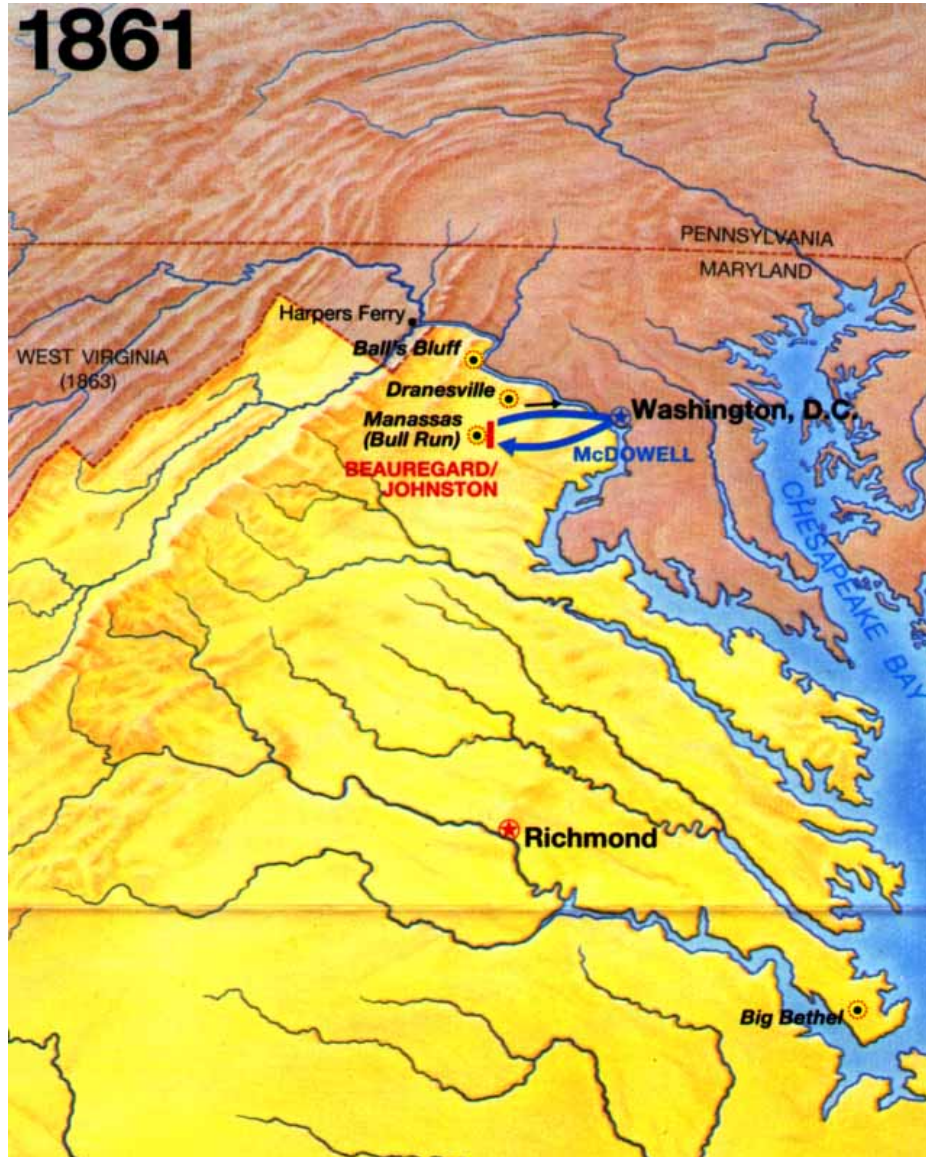 1861
PENNSYLVANIA
MARYLAND
Harpers Ferry
WEST VIRGINIA
(1863)
Ball's Bluff
Dranesville
Manassas
(Bull Run)
Washington, D.C.
McDOWELL
BEAUREGARD/
JOHNSTON
CHESAPEAKE BAY
Richmond
Big Bethel